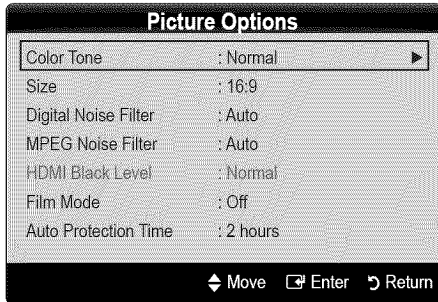 Picture Options
Color Tone : Normal
Size : 16:9
Digital Noise Filter : Auto
MPEG Noise Filter : Auto
HDMI Black Level : Normal
Film Mode : Off
Auto Protection Time : 2 hours
Move Enter Return